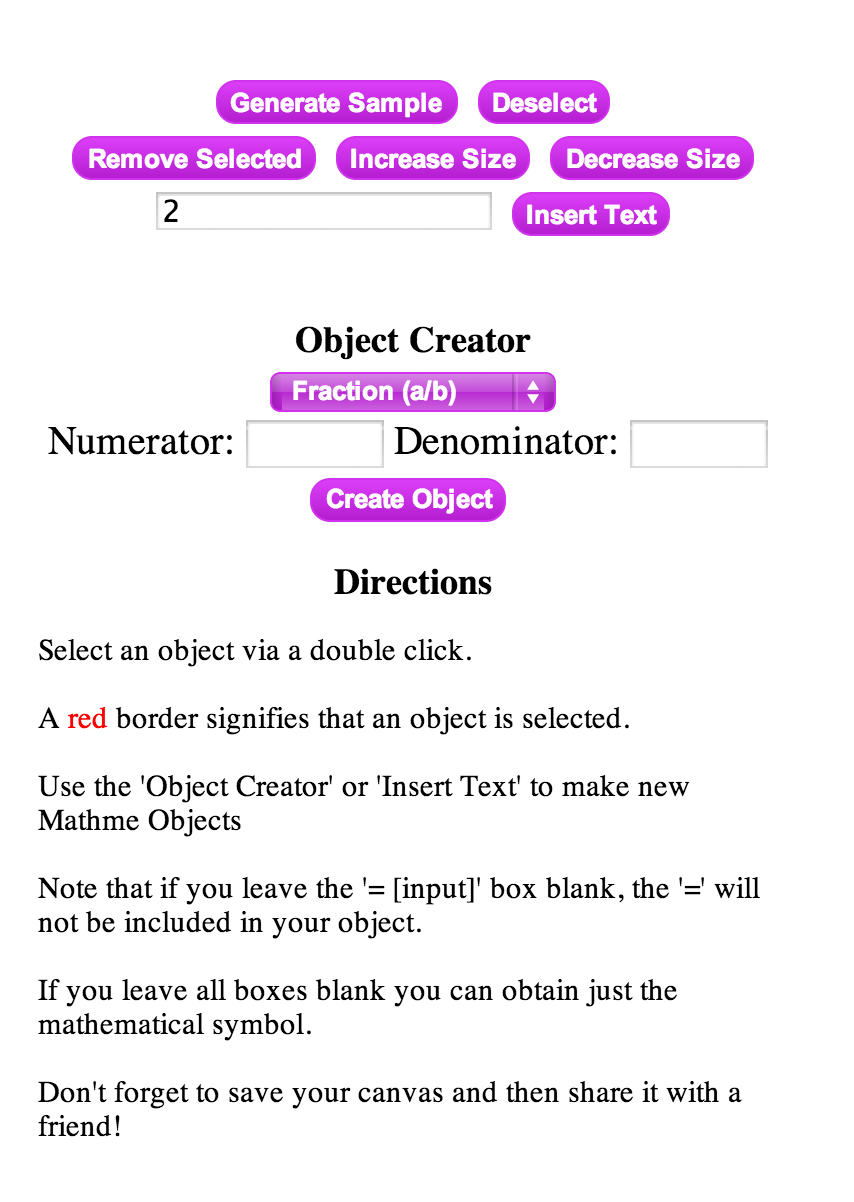 Generate Sample Deselect
Remove Selected Increase Size Decrease Size
2 Insert Text
Object Creator
Fraction (a/b)
Numerator: Denominator:
Create Object
Directions
Select an object via a double click.
A red border signifies that an object is selected.
Use the 'Object Creator' or 'Insert Text' to make new
Mathme Objects
Note that if you leave the '= [input]' box blank, the '=' will
not be included in your object.
If you leave all boxes blank you can obtain just the
mathematical symbol.
Don't forget to save your canvas and then share it with a
friend!